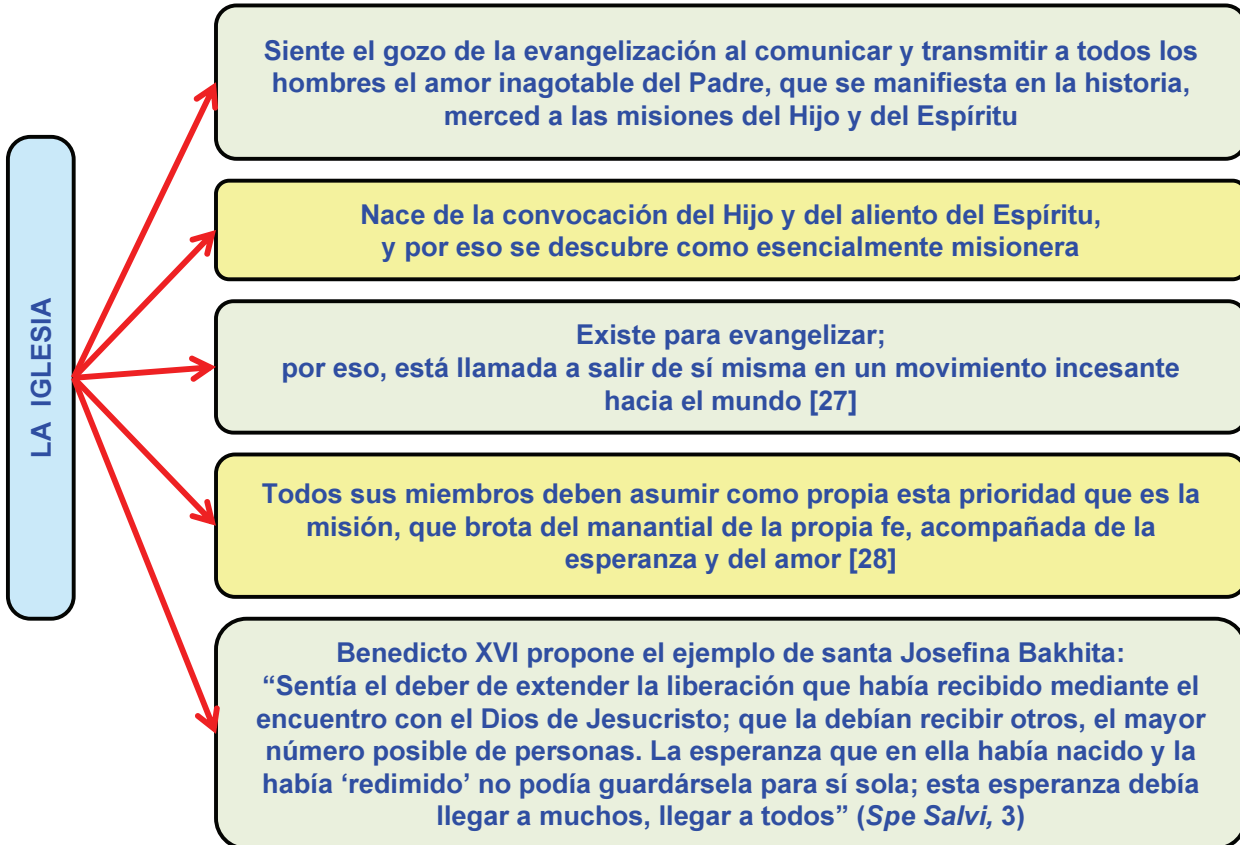 LA IGLESIA
Siente el gozo de la evangelización al comunicar y transmitir a todos los
hombres el amor inagotable del Padre, que se manifiesta en la historia,
merced a las misiones del Hijo y del Espíritu
Nace de la convocación del Hijo y del aliento del Espíritu,
y por eso se descubre como esencialmente misionera
Existe para evangelizar;
por eso, está llamada a salir de sí misma en un movimiento incesante
hacia el mundo [27]
Todos sus miembros deben asumir como propia esta prioridad que es la
misión, que brota del manantial de la propia fe, acompañada de la
esperanza y del amor [28]
Benedicto XVI propone el ejemplo de santa Josefina Bakhita:
“Sentía el deber de extender la liberación que había recibido mediante el
encuentro con el Dios de Jesucristo; que la debían recibir otros, el mayor
número posible de personas. La esperanza que en ella había nacido y la
había ‘redimido’ no podía guardársela para sí sola; esta esperanza debía
llegar a muchos, llegar a todos” (Spe Salvi, 3)